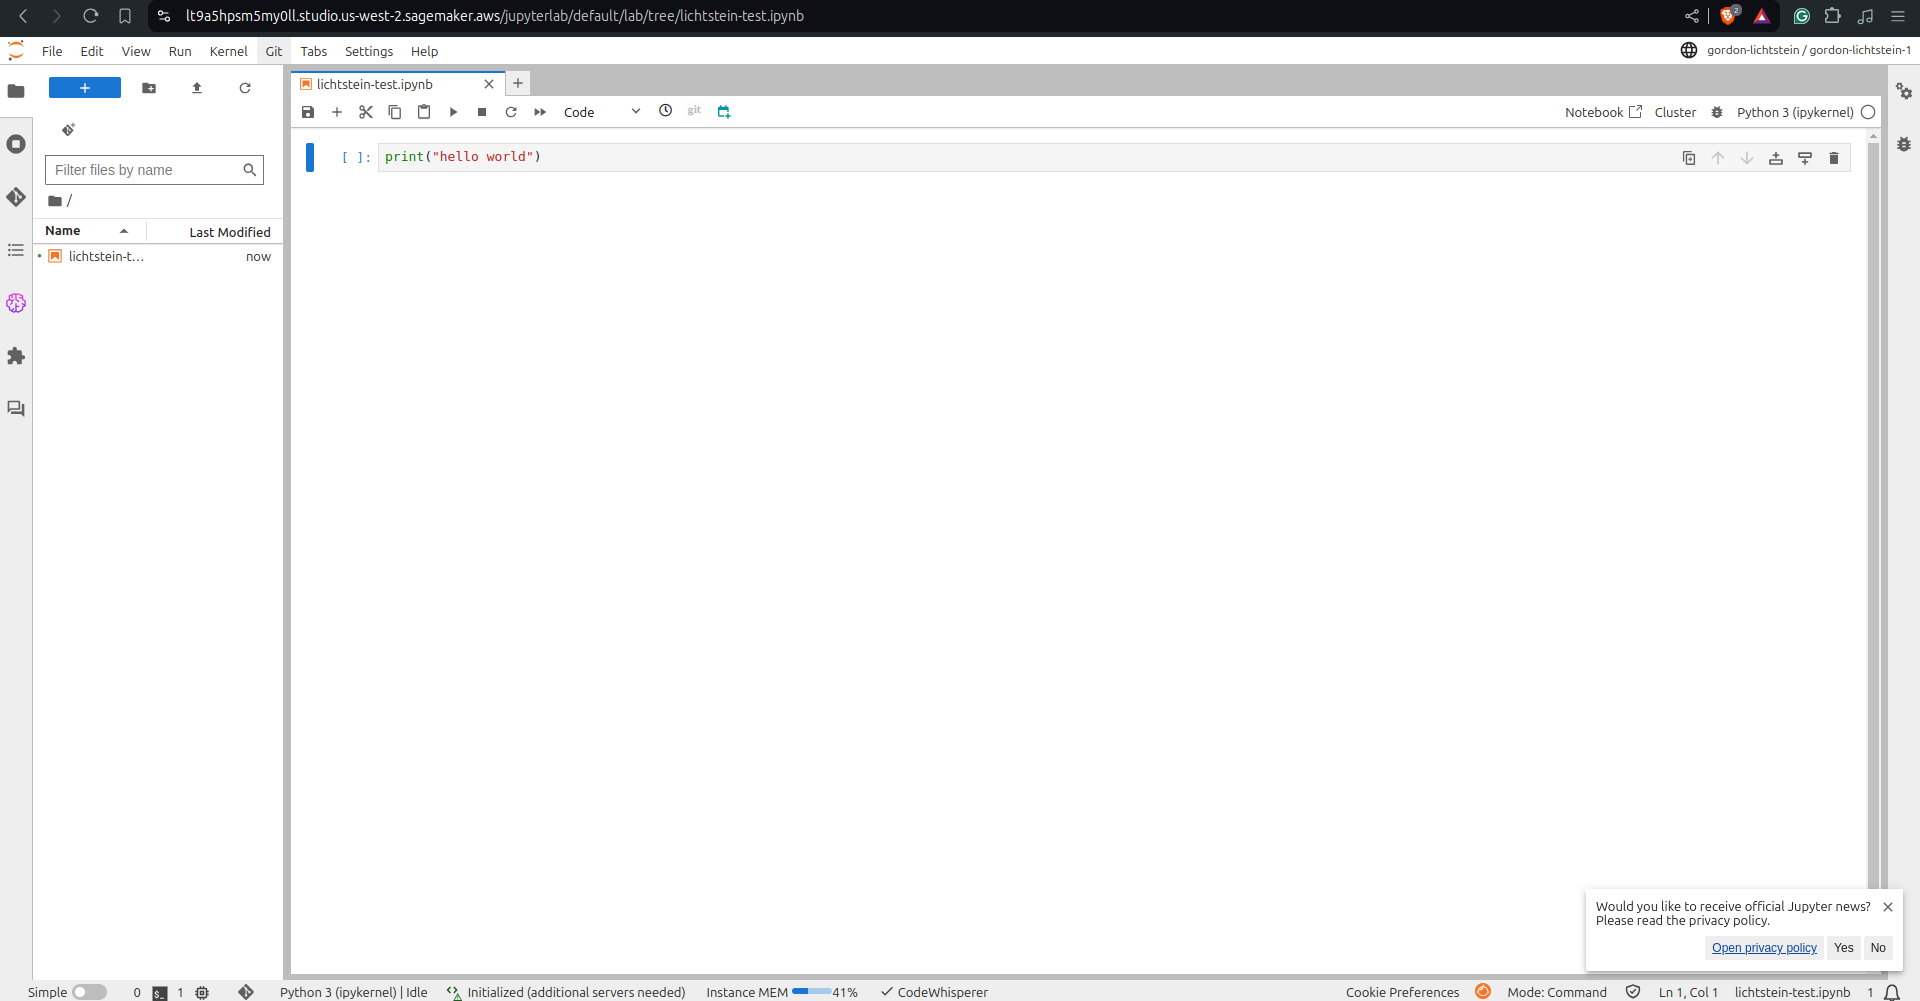 lt9a5hpsm5my0ll.studio.us-west-2.sagemaker.aws/jupyterlab/default/lab/tree/lichtstein-test.ipynb
2
File Edit View Run Kernel Git Tabs Settings Help
gordon-lichtstein / gordon-lichtstein-1
lichtstein-test.ipynb
Code
git
Notebook
Cluster
Python 3 (ipykernel)
Filter files by name
/
Name
Last Modified
lichtstein-t…
now
[ ]:
print("hello world")
Would you like to receive official Jupyter news?
Please read the privacy policy.
Open privacy policy Yes No
Simple 0 $_ 1 Python 3 (ipykernel) | Idle Initialized (additional servers needed) Instance MEM 41% CodeWhisperer Cookie Preferences Mode: Command Ln 1, Col 1 lichtstein-test.ipynb 1